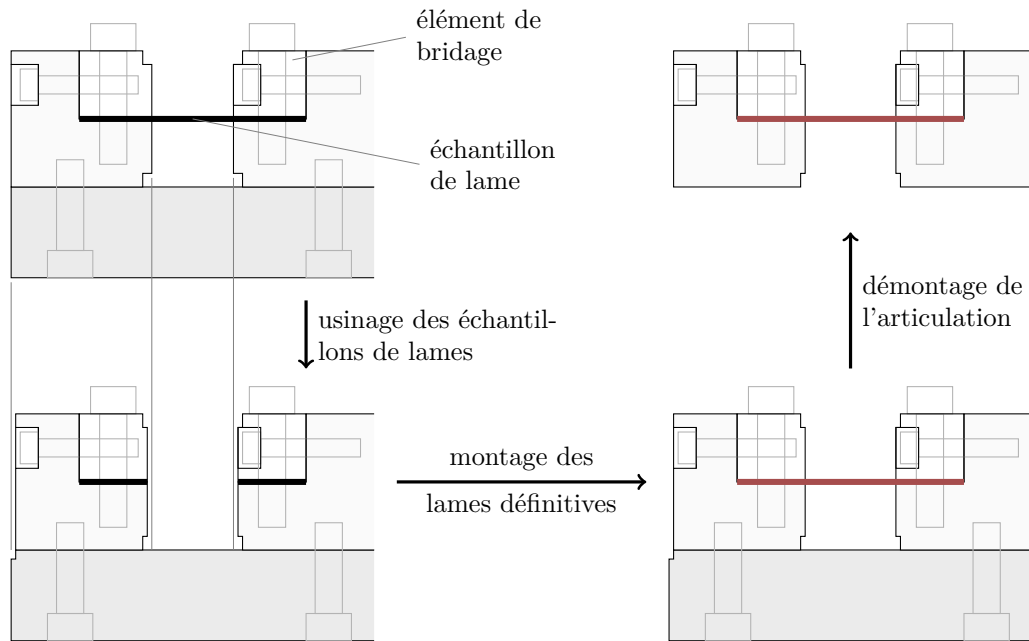 élément de
bridage
échantillon
de lame
usinage des échantil-
lons de lames
montage des
lames définitives
démontage de
l'articulation